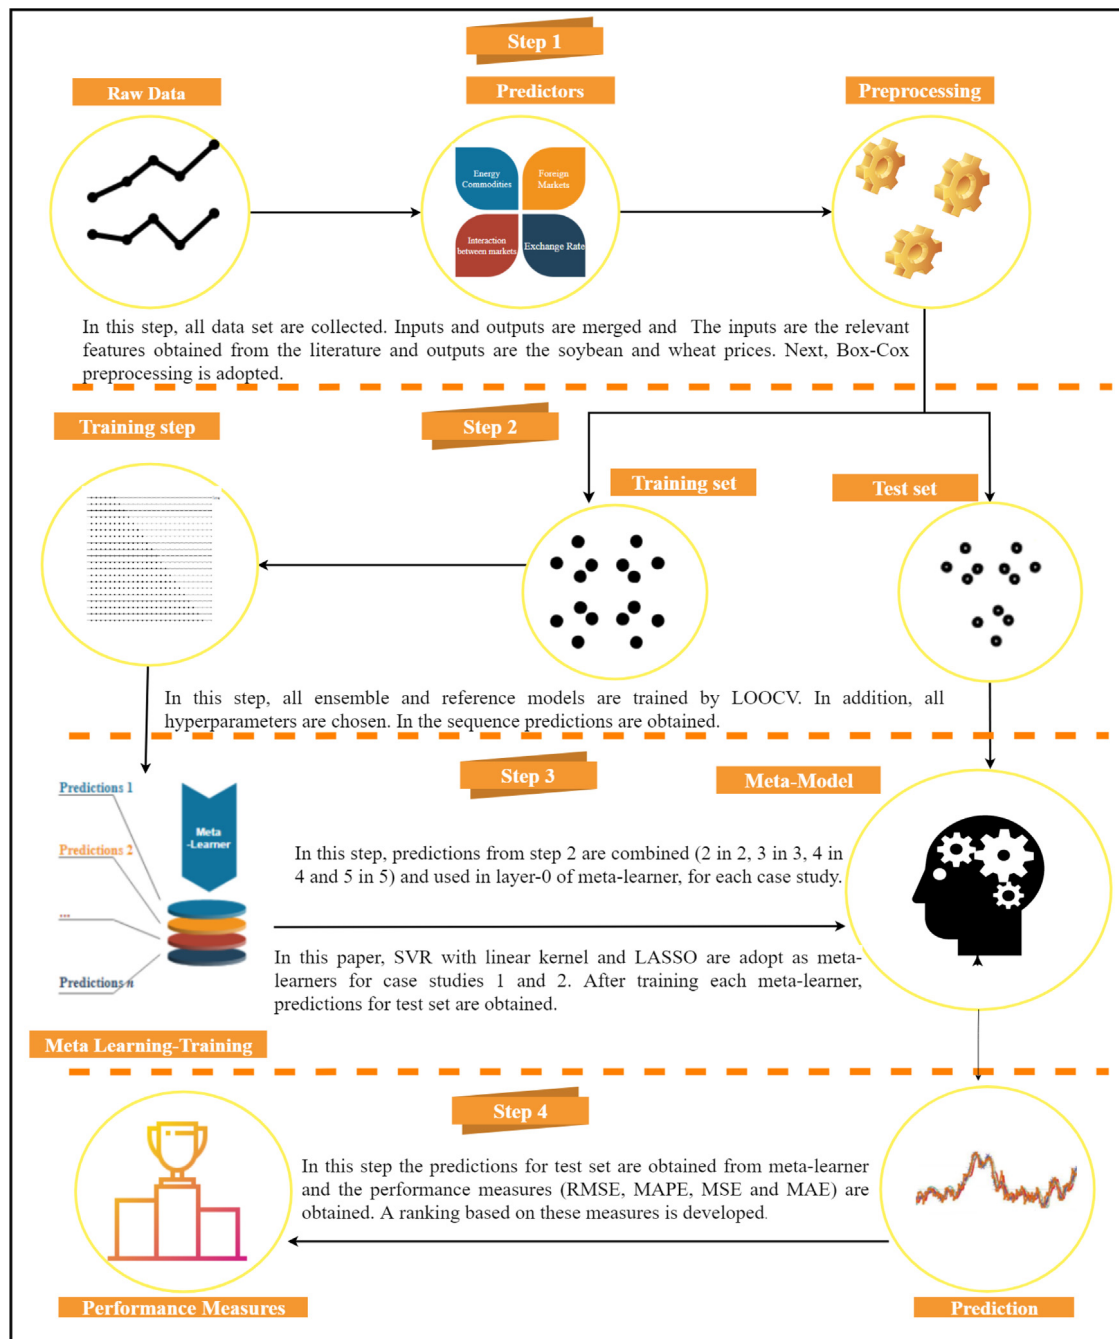 Step 1
Raw Data
Predictors
Preprocessing
Energy
Commodities
Foreign
Markets
Interaction
between markets
Exchange Rate
In this step, all data set are collected. Inputs and outputs are merged and The inputs are the relevant
features obtained from the literature and outputs are the soybean and wheat prices. Next, Box-Cox
preprocessing is adopted.
Training step
Step 2
Training set
Test set
In this step, all ensemble and reference models are trained by LOOCV. In addition, all
hyperparameters are chosen. In the sequence predictions are obtained.
Step 3
Meta-Model
Predictions 1
Predictions 2
...
Predictions n
Meta
-Learner
In this step, predictions from step 2 are combined (2 in 2, 3 in 3, 4 in
4 and 5 in 5) and used in layer-0 of meta-learner, for each case study.
In this paper, SVR with linear kernel and LASSO are adopt as meta-
learners for case studies 1 and 2. After training each meta-learner,
predictions for test set are obtained.
Meta Learning-Training
Step 4
In this step the predictions for test set are obtained from meta-learner
and the performance measures (RMSE, MAPE, MSE and MAE) are
obtained. A ranking based on these measures is developed.
Performance Measures
Prediction